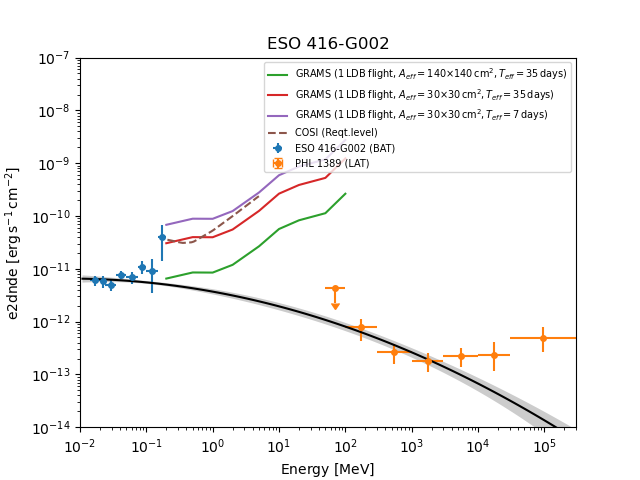 ESO 416-G002
10⁻⁷
10⁻⁸
10⁻⁹
10⁻¹⁰
10⁻¹¹
10⁻¹²
10⁻¹³
10⁻¹⁴
e2dnde [erg s⁻¹ cm⁻²]
GRAMS (1 LDB flight, A_eff = 140×140 cm², T_eff = 35 days)
GRAMS (1 LDB flight, A_eff = 30×30 cm², T_eff = 35 days)
GRAMS (1 LDB flight, A_eff = 30×30 cm², T_eff = 7 days)
COSI (Reqt.level)
ESO 416-G002 (BAT)
PHL 1389 (LAT)
10⁻² 10⁻¹ 10⁰ 10¹ 10² 10³ 10⁴ 10⁵
Energy [MeV]